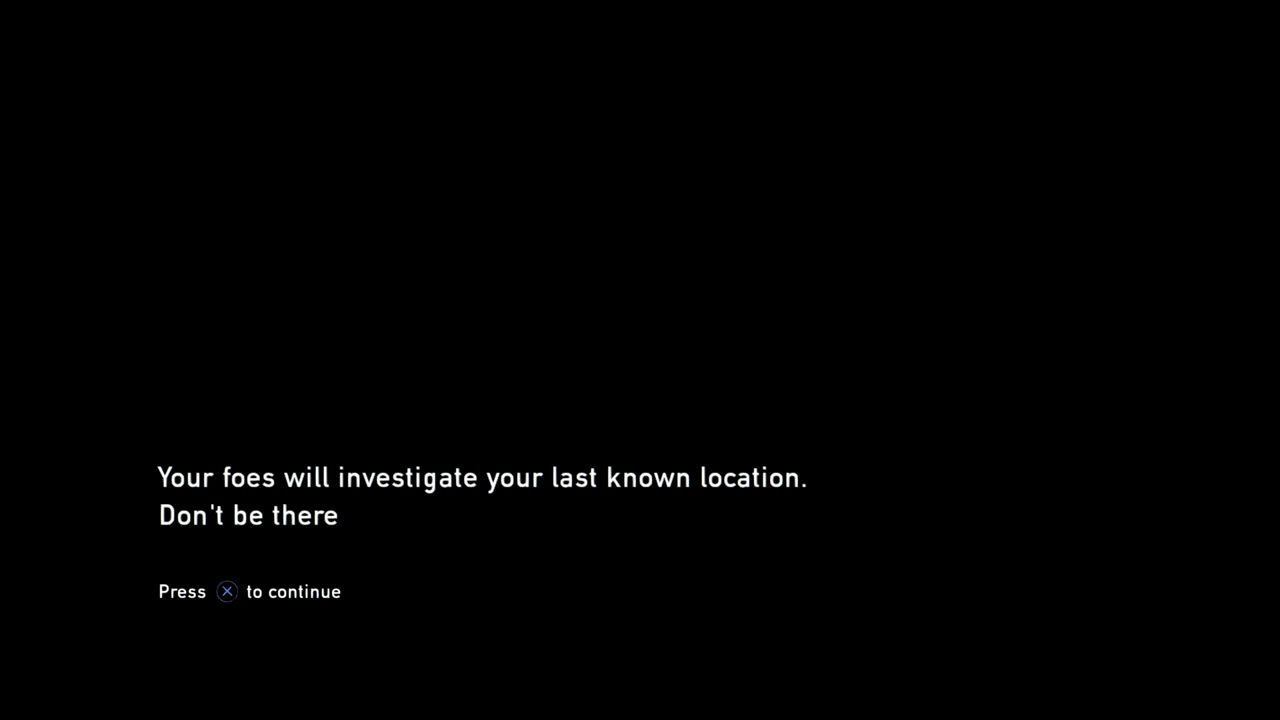 Your foes will investigate your last known location.
Don't be there
Press ⓧ to continue